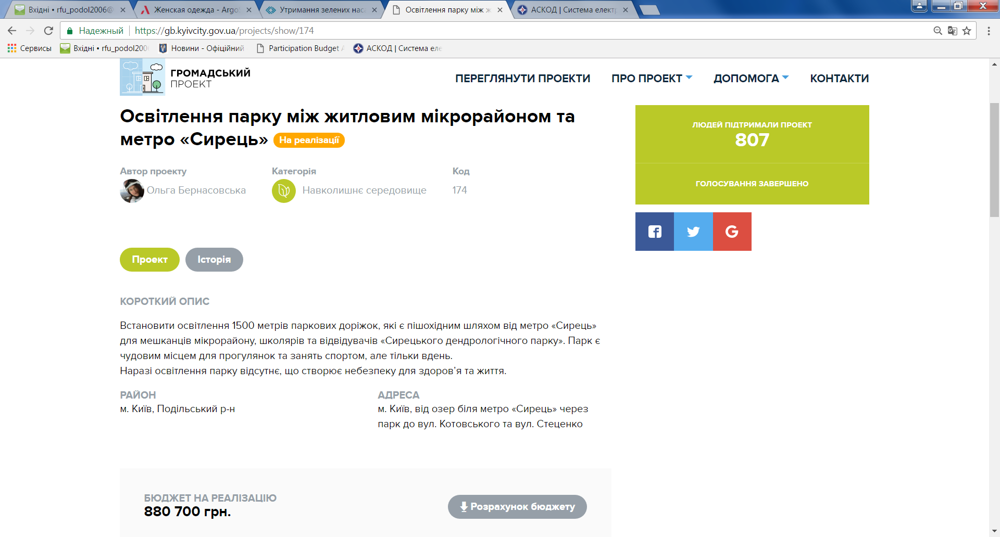 Вхідні • rfu_podol2006@
Женская одежда - Argo
Утримання зелених нас
Освітлення парку між ж
АСКОД | Система електр
Надежный https://gb.kyivcity.gov.ua/projects/show/174
Сервисы Вхідні • rfu_podol200 Новини - Офіційний Participation Budget АСКОД | Система еле
ГРОМАДСЬКИЙ
ПРОЕКТ
ПЕРЕГЛЯНУТИ ПРОЕКТИ ПРО ПРОЕКТ ДОПОМОГА КОНТАКТИ
Освітлення парку між житловим мікрорайоном та
метро «Сирець» На реалізації
ЛЮДЕЙ ПІДТРИМАЛИ ПРОЕКТ
807
ГОЛОСУВАННЯ ЗАВЕРШЕНО
Автор проекту Категорія Код
Ольга Бернасовська Навколишнє середовище 174
Проект Історія
КОРОТКИЙ ОПИС
Встановити освітлення 1500 метрів паркових доріжок, які є пішохідним шляхом від метро «Сирець»
для мешканців мікрорайону, школярів та відвідувачів «Сирецького дендрологічного парку». Парк є
чудовим місцем для прогулянок та занять спортом, але тільки вдень.
Наразі освітлення парку відсутнє, що створює небезпеку для здоров’я та життя.
РАЙОН
м. Київ, Подільський р-н
АДРЕСА
м. Київ, від озер біля метро «Сирець» через
парк до вул. Котовського та вул. Стеценко
БЮДЖЕТ НА РЕАЛІЗАЦІЮ
880 700 грн.
Розрахунок бюджету